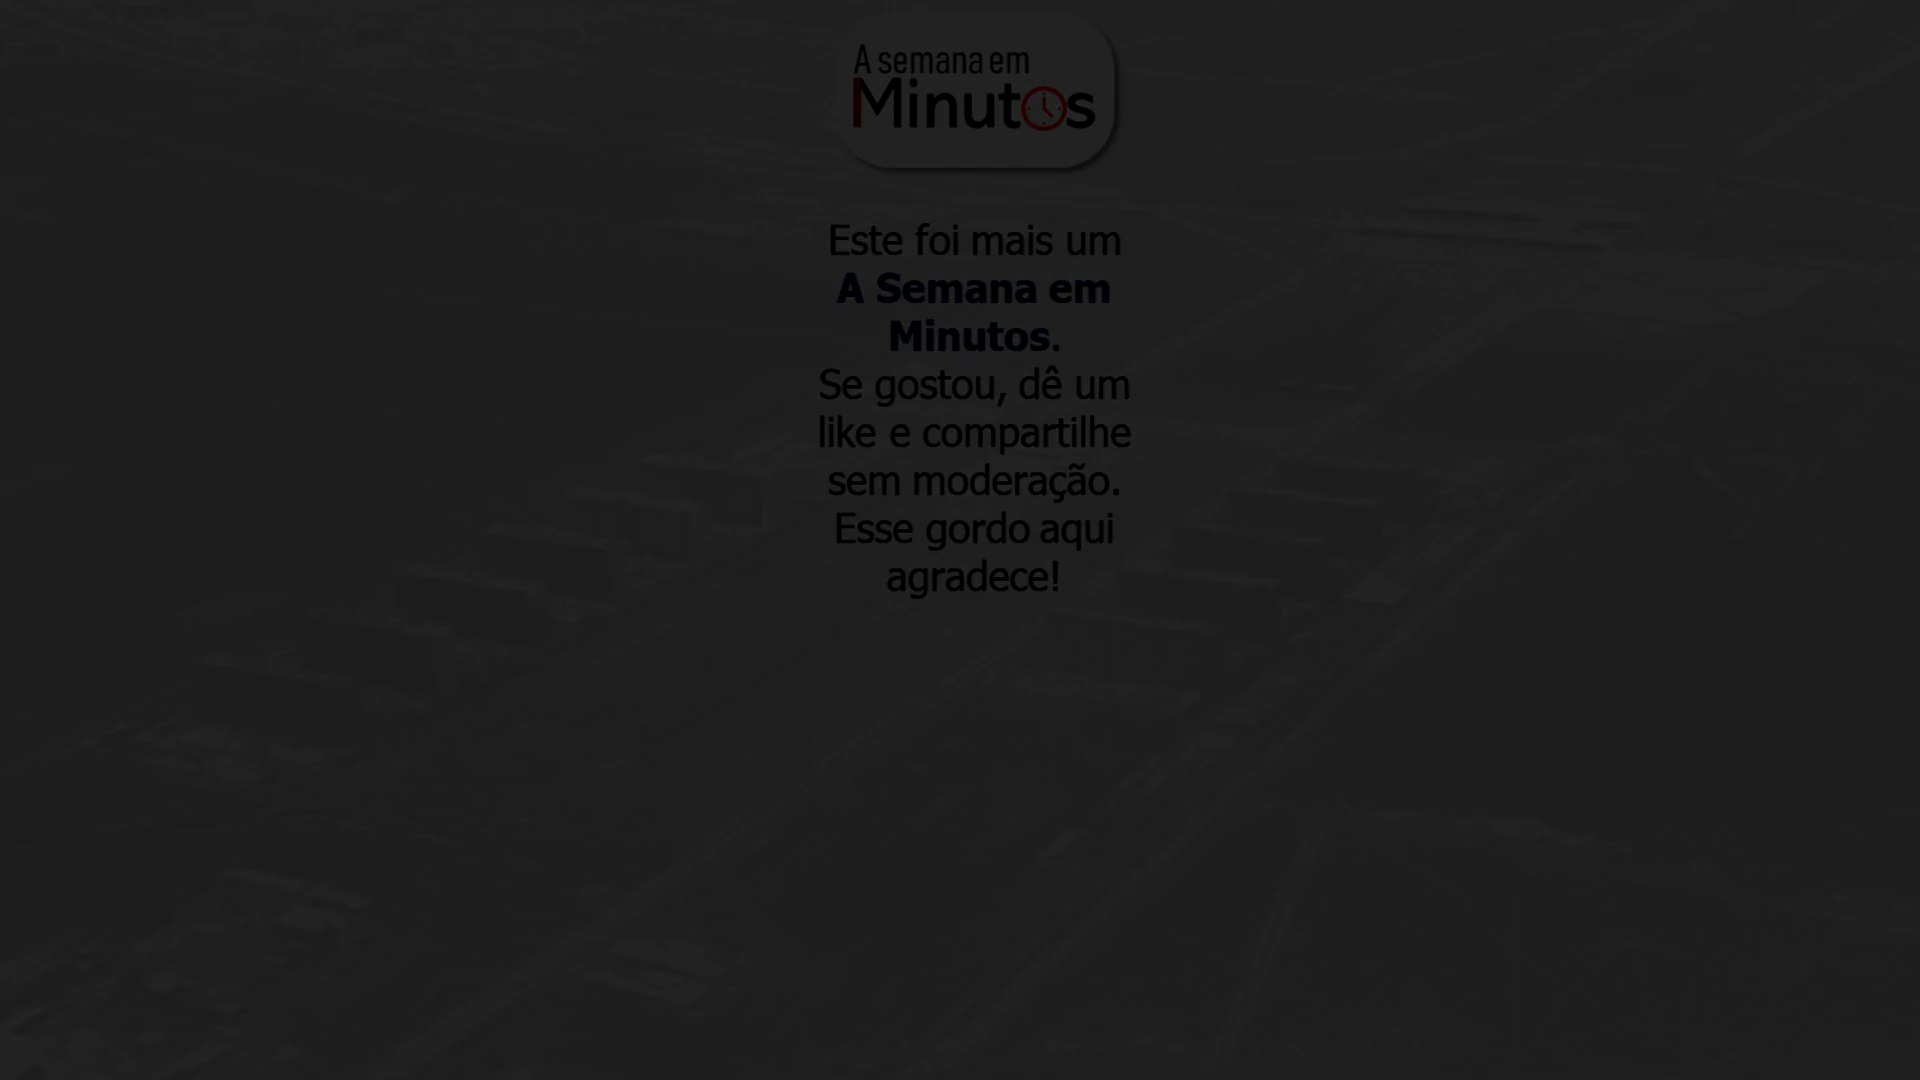 A semana em
Minutos
Este foi mais um
A Semana em
Minutos.
Se gostou, dê um
like e compartilhe
sem moderação.
Esse gordo aqui
agradece!